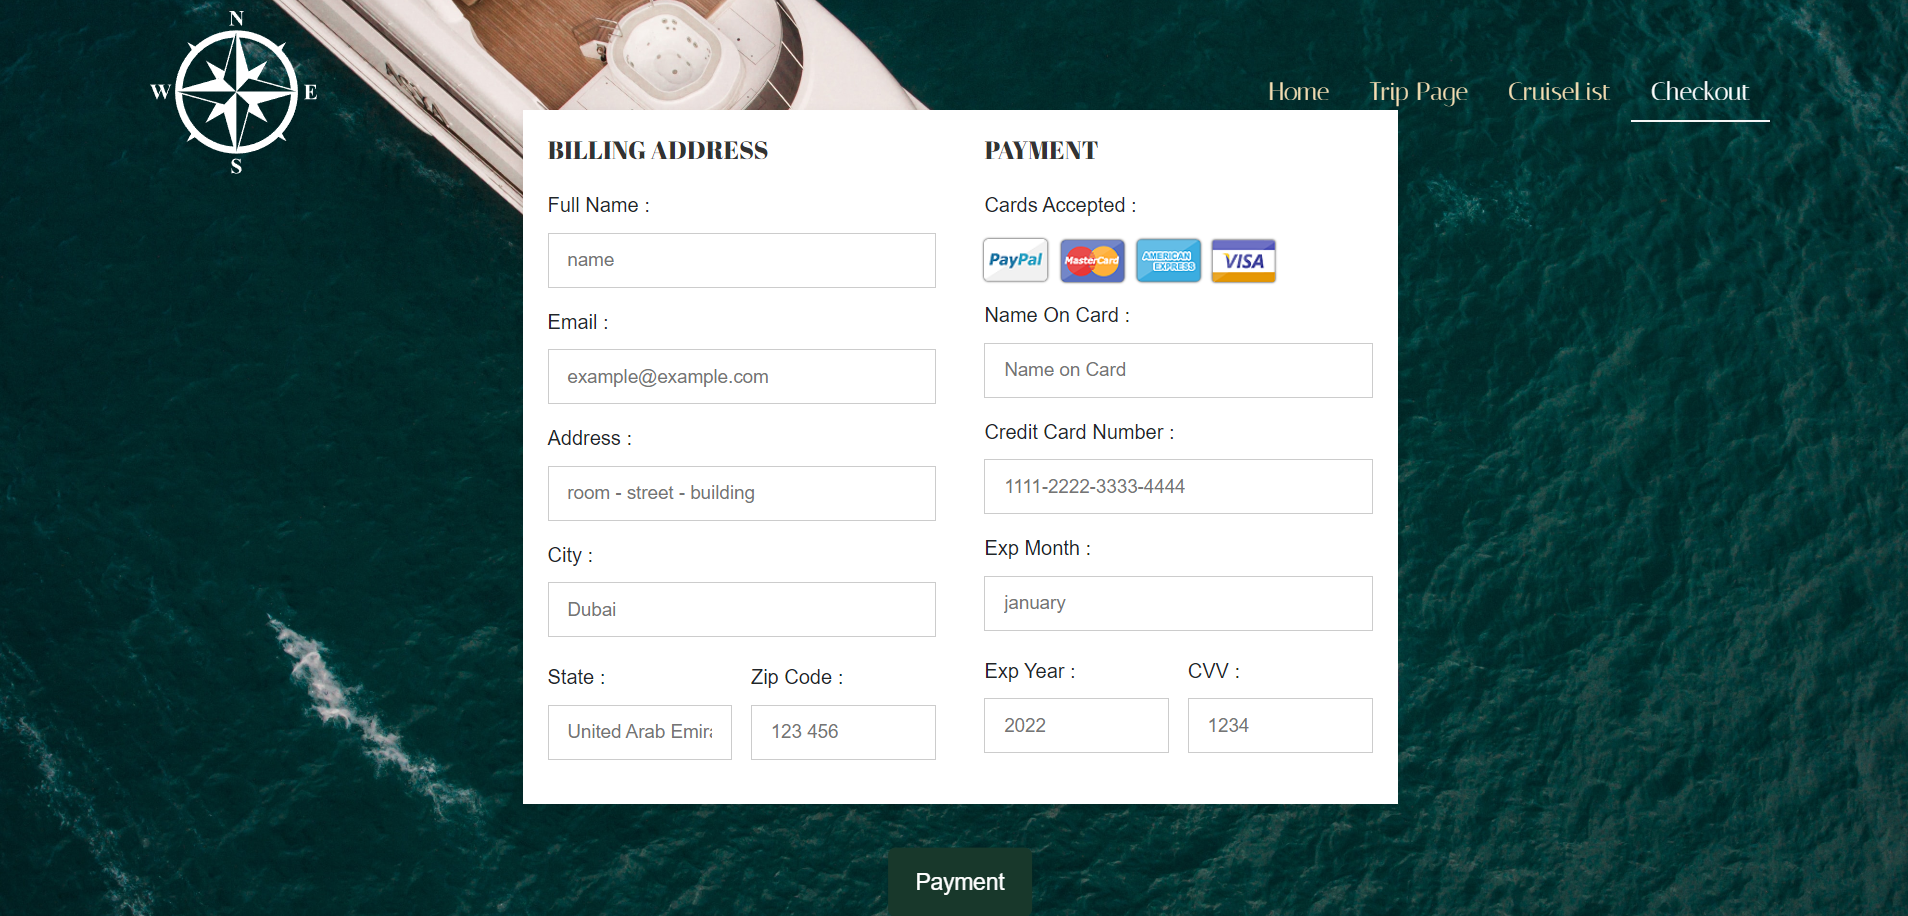 N
W E
S
Home Trip Page CruiseList Checkout
BILLING ADDRESS
Full Name :
name
Email :
example@example.com
Address :
room - street - building
City :
Dubai
State : Zip Code :
United Arab Emir 123 456
PAYMENT
Cards Accepted :
PayPal MasterCard AMERICAN EXPRESS VISA
Name On Card :
Name on Card
Credit Card Number :
1111-2222-3333-4444
Exp Month :
january
Exp Year : CVV :
2022 1234
Payment